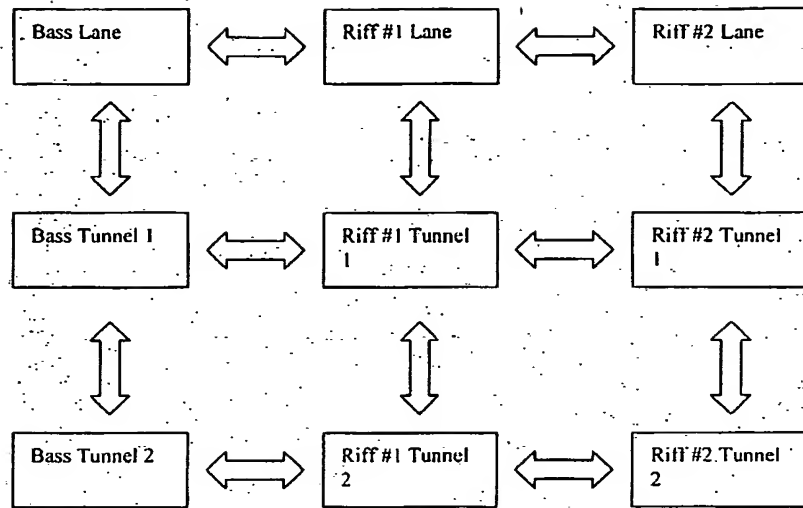 Bass Lane
Riff #1 Lane
Riff #2 Lane
Bass Tunnel 1
Riff #1 Tunnel
1
Riff #2 Tunnel
1
Bass Tunnel 2
Riff #1 Tunnel
2
Riff #2 Tunnel
2